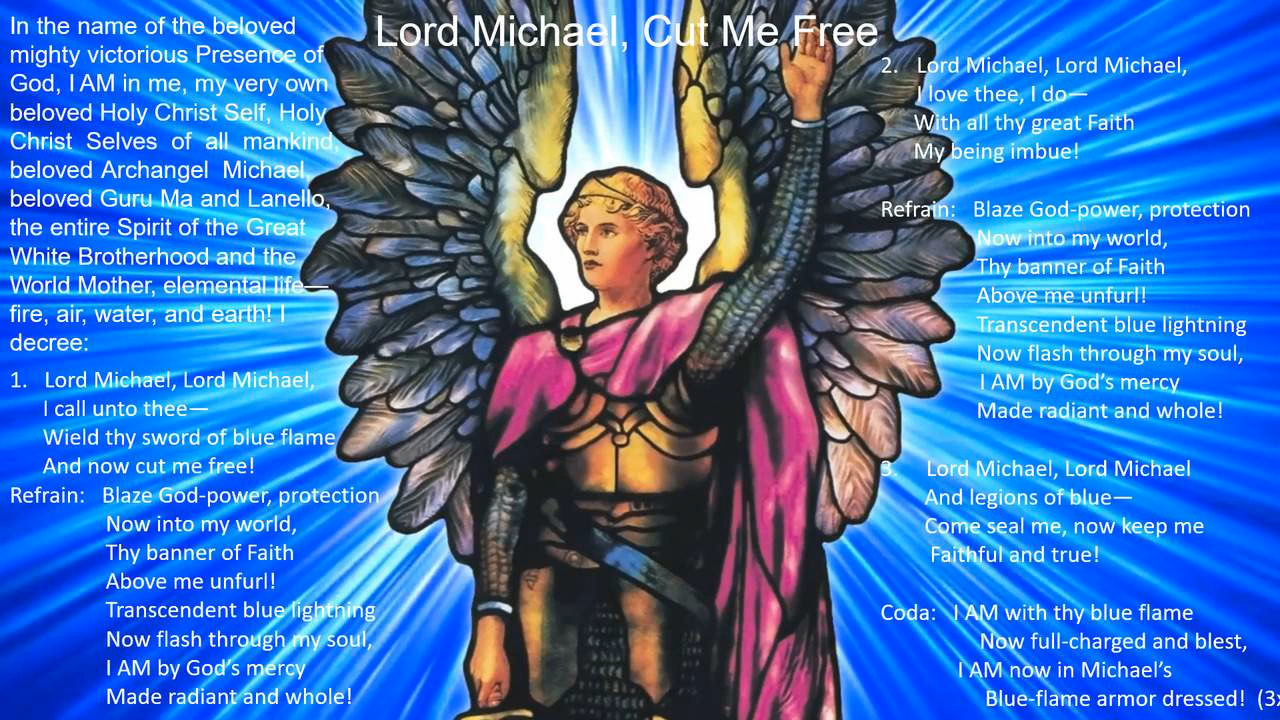 Lord Michael, Cut Me Free
In the name of the beloved
mighty victorious Presence of
God, I AM in me, my very own
beloved Holy Christ Self, Holy
Christ Selves of all mankind,
beloved Archangel Michael,
beloved Guru Ma and Lanello,
the entire Spirit of the Great
White Brotherhood and the
World Mother, elemental life—
fire, air, water, and earth! I
decree:
1. Lord Michael, Lord Michael,
I call unto thee—
Wield thy sword of blue flame
And now cut me free!
Refrain: Blaze God-power, protection
Now into my world,
Thy banner of Faith
Above me unfurl!
Transcendent blue lightning
Now flash through my soul,
I AM by God’s mercy
Made radiant and whole!
2. Lord Michael, Lord Michael,
I love thee, I do—
With all thy great Faith
My being imbue!
Refrain: Blaze God-power, protection
Now into my world,
Thy banner of Faith
Above me unfurl!
Transcendent blue lightning
Now flash through my soul,
I AM by God’s mercy
Made radiant and whole!
3. Lord Michael, Lord Michael
And legions of blue—
Come seal me, now keep me
Faithful and true!
Coda: I AM with thy blue flame
Now full-charged and blest,
I AM now in Michael’s
Blue-flame armor dressed! (3x